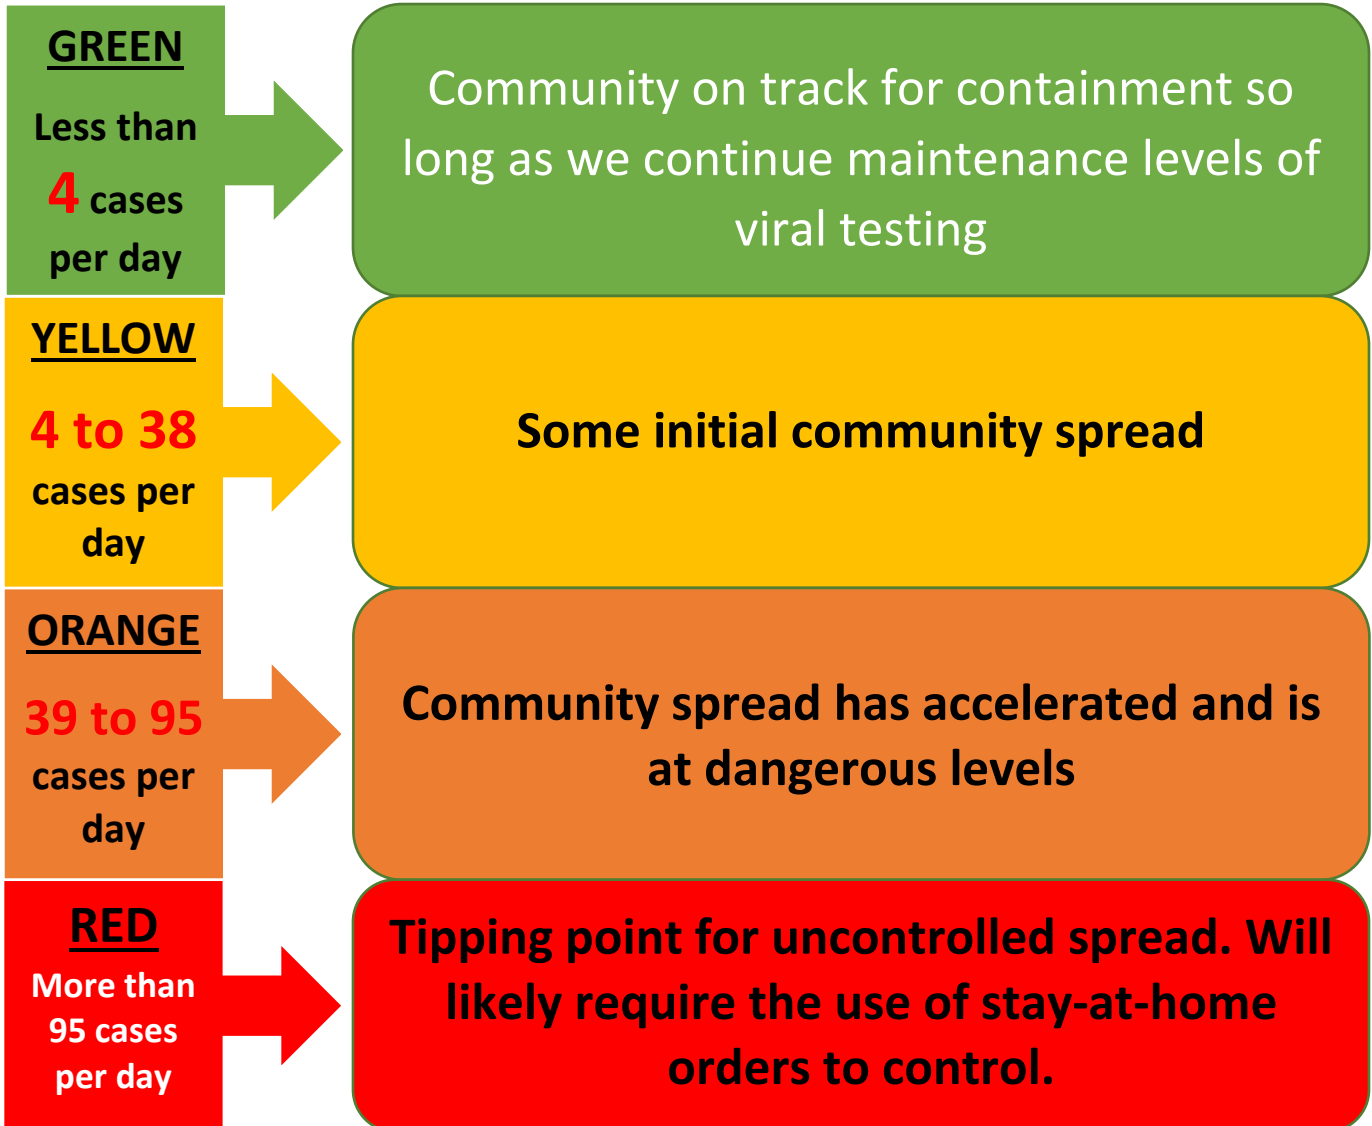 GREEN
Less than
4 cases
per day
Community on track for containment so
long as we continue maintenance levels of
viral testing
YELLOW
4 to 38
cases per
day
Some initial community spread
ORANGE
39 to 95
cases per
day
Community spread has accelerated and is
at dangerous levels
RED
More than
95 cases
per day
Tipping point for uncontrolled spread. Will
likely require the use of stay-at-home
orders to control.